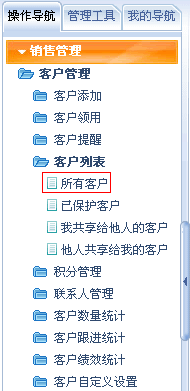 操作导航 管理工具 我的导航
销售管理
客户管理
客户添加
客户领用
客户提醒
客户列表
所有客户
已保护客户
我共享给他人的客户
他人共享给我的客户
积分管理
联系人管理
客户数量统计
客户跟进统计
客户绩效统计
客户自定义设置